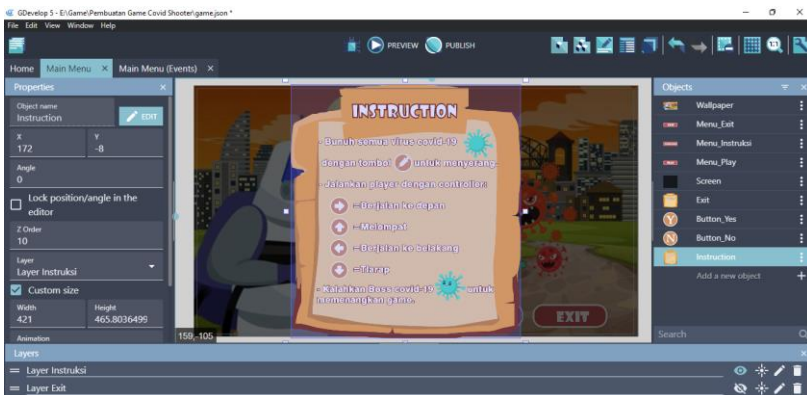 GDevelop 5 - E:\Game\Pembuatan Game Covid Shooter\game.json *
File Edit View Window Help
PREVIEW PUBLISH
Home Main Menu × Main Menu (Events) ×
Properties ×
Object name
Instruction
EDIT
X Y
172 -8
Angle
0
Lock position/angle in the
editor
Z Order
10
Layer
Layer Instruksi
Custom size
Width Height
421 465.8036499
Animation
INSTRUCTION
- Bunuh semua virus covid-19
dengan tombol untuk menyerang.
- Jalankan player dengan controller:
=Berjalan ke depan
=Melompat
=Berjalan ke belakang
=Tiarap
- Kalahkan Boss covid-19 untuk
memenangkan game.
EXIT
159;-105
Objects
Wallpaper
Menu_Exit
Menu_Instruksi
Menu_Play
Screen
Exit
Y Button_Yes
N Button_No
Instruction
Add a new object +
Search
Layers ×
Layer Instruksi
Layer Exit